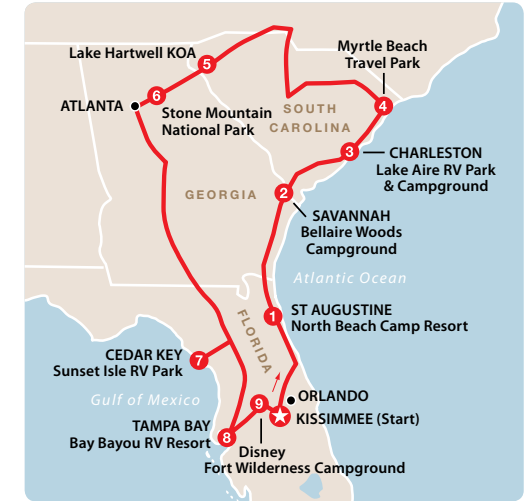 Lake Hartwell KOA
5
Myrtle Beach
Travel Park
6
ATLANTA
Stone Mountain
National Park
SOUTH
CAROLINA
4
3
CHARLESTON
Lake Aire RV Park
& Campground
GEORGIA
2
SAVANNAH
Bellaire Woods
Campground
Atlantic Ocean
1
ST AUGUSTINE
North Beach Camp Resort
FLORIDA
CEDAR KEY
Sunset Isle RV Park
7
Gulf of Mexico
ORLANDO
9
KISSIMMEE (Start)
TAMPA BAY
Bay Bayou RV Resort
8
Disney
Fort Wilderness Campground